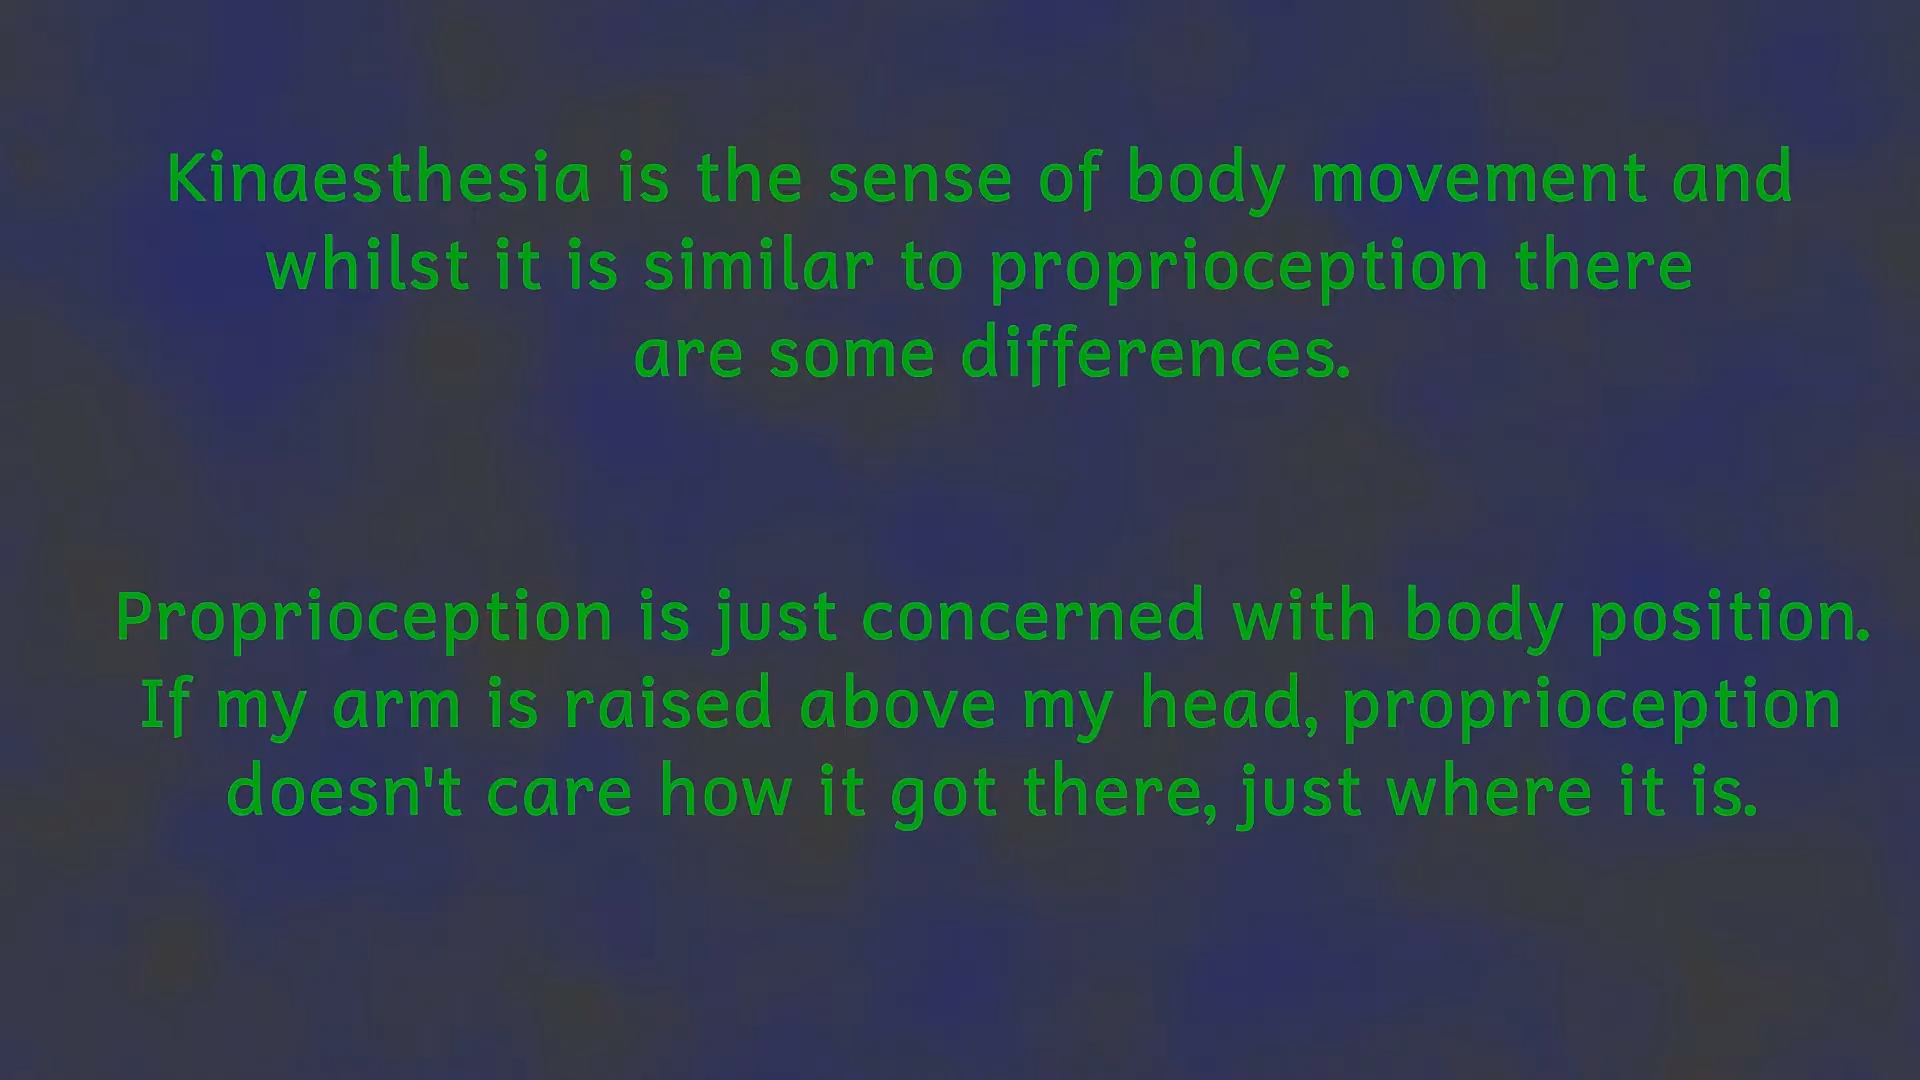 Kinaesthesia is the sense of body movement and
whilst it is similar to proprioception there
are some differences.
Proprioception is just concerned with body position.
If my arm is raised above my head, proprioception
doesn't care how it got there, just where it is.